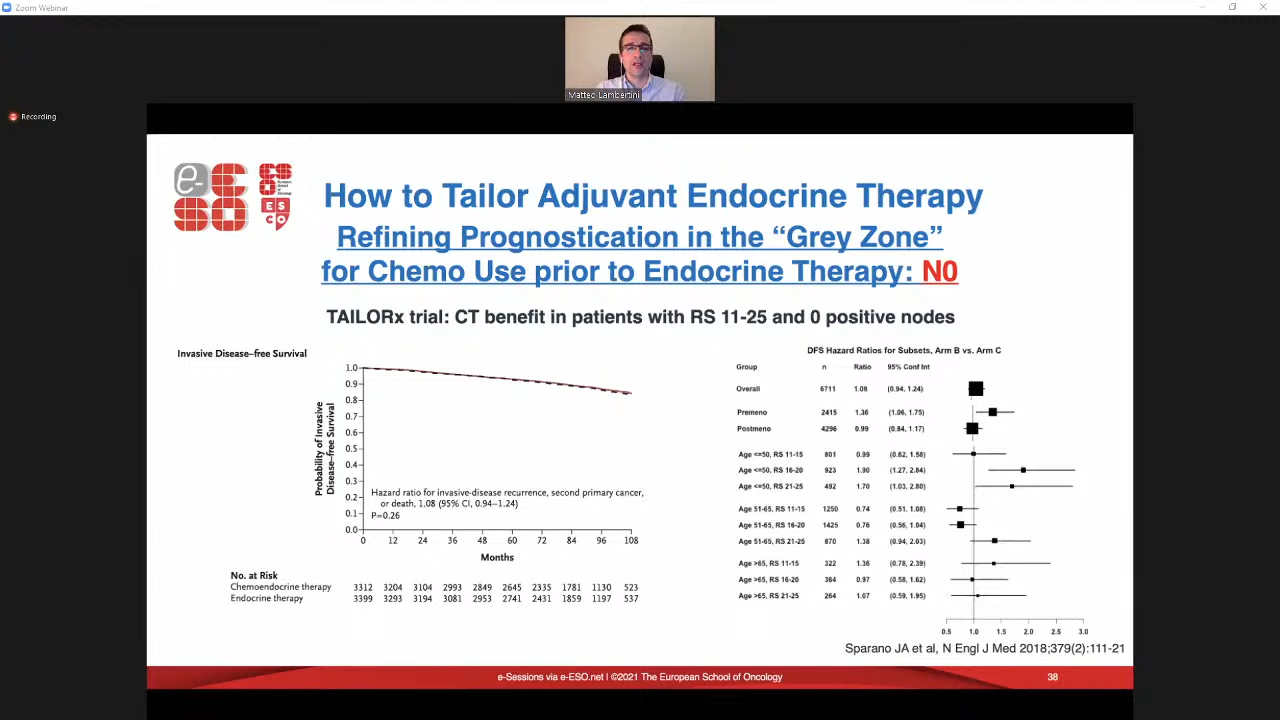 Zoom Webinar
Matteo Lambertini
Recording
e-ESO
ESO
ESCO
How to Tailor Adjuvant Endocrine Therapy
Refining Prognostication in the “Grey Zone”
for Chemo Use prior to Endocrine Therapy: N0
TAILORx trial: CT benefit in patients with RS 11-25 and 0 positive nodes
Invasive Disease–free Survival
Probability of Invasive
Disease–free Survival
1.0
0.9
0.8
0.7
0.6
0.5
0.4
0.3
0.2
0.1
0.0
Hazard ratio for invasive-disease recurrence, second primary cancer,
or death, 1.08 (95% CI, 0.94–1.24)
P=0.26
0 12 24 36 48 60 72 84 96 108
Months
No. at Risk
Chemoendocrine therapy 3312 3204 3104 2993 2849 2645 2335 1781 1130 523
Endocrine therapy 3399 3293 3194 3081 2953 2741 2431 1859 1197 537
DFS Hazard Ratios for Subsets, Arm B vs. Arm C
Group n Ratio 95% Conf Int
Overall 6711 1.08 (0.94, 1.24)
Premeno 2415 1.36 (1.06, 1.75)
Postmeno 4296 0.99 (0.84, 1.17)
Age <=50, RS 11-15 801 0.99 (0.62, 1.58)
Age <=50, RS 16-20 923 1.90 (1.27, 2.84)
Age <=50, RS 21-25 492 1.70 (1.03, 2.80)
Age 51-65, RS 11-15 1250 0.74 (0.51, 1.08)
Age 51-65, RS 16-20 1425 0.76 (0.56, 1.04)
Age 51-65, RS 21-25 870 1.38 (0.94, 2.03)
Age >65, RS 11-15 322 1.36 (0.78, 2.39)
Age >65, RS 16-20 364 0.97 (0.58, 1.62)
Age >65, RS 21-25 264 1.07 (0.59, 1.95)
0.5 1.0 1.5 2.0 2.5 3.0
Sparano JA et al, N Engl J Med 2018;379(2):111-21
e-Sessions via e-ESO.net | ©2021 The European School of Oncology
38